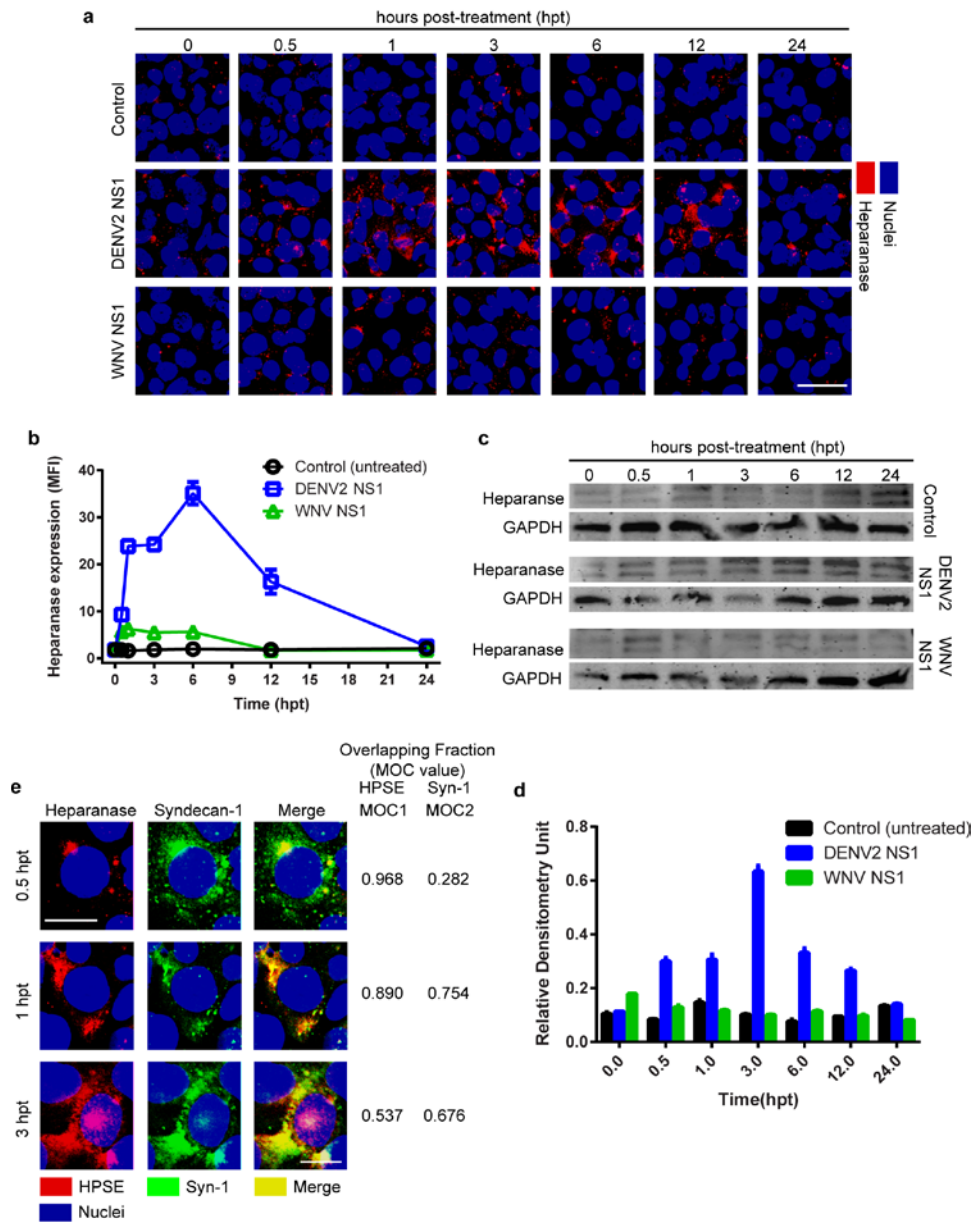 a
hours post-treatment (hpt)
0 0.5 1 3 6 12 24
Control
DENV2 NS1
WNV NS1
Heparanase
Nuclei
b
Heparanase expression (MFI)
40
30
20
10
0
Control (untreated)
DENV2 NS1
WNV NS1
0 3 6 9 12 15 18 21 24
Time (hpt)
c
hours post-treatment (hpt)
0 0.5 1 3 6 12 24
Heparanse
GAPDH
Control
Heparanase
GAPDH
DENV2
NS1
Heparanase
GAPDH
WNV
NS1
e
Overlapping Fraction
(MOC value)
HPSE Syn-1
Heparanase Syndecan-1 Merge MOC1 MOC2
0.5 hpt
0.968 0.282
1 hpt
0.890 0.754
3 hpt
0.537 0.676
HPSE Syn-1 Merge
Nuclei
d
Relative Densitometry Unit
0.8
0.6
0.4
0.2
0.0
Control (untreated)
DENV2 NS1
WNV NS1
0.0 0.5 1.0 3.0 6.0 12.0 24.0
Time(hpt)